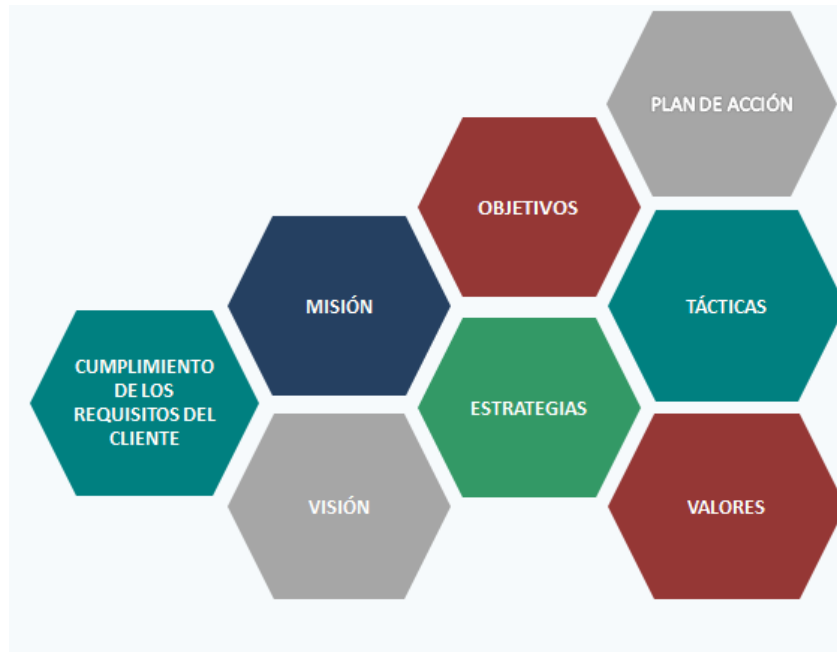 PLAN DE ACCIÓN
OBJETIVOS
MISIÓN
TÁCTICAS
CUMPLIMIENTO
DE LOS
REQUISITOS DEL
CLIENTE
ESTRATEGIAS
VISIÓN
VALORES